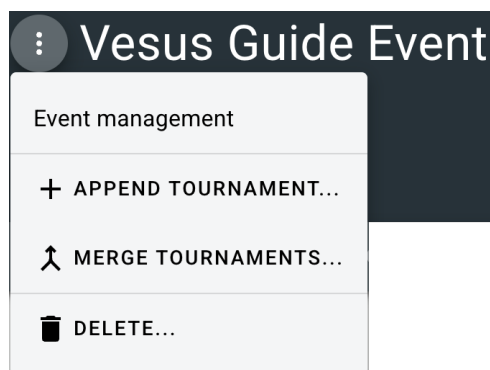 Vesus Guide Event
Event management
APPEND TOURNAMENT...
MERGE TOURNAMENTS...
DELETE...